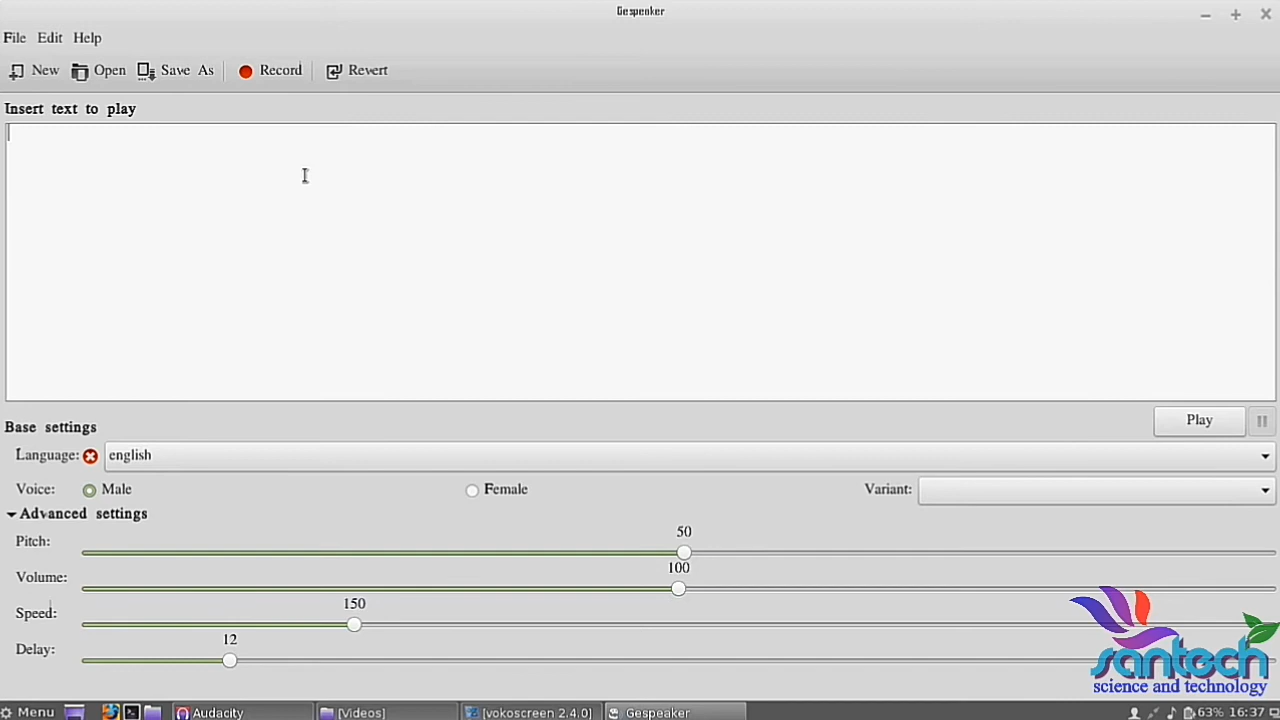 Gespeaker
File Edit Help
New Open Save As Record Revert
Insert text to play
Play
Base settings
Language: english
Voice: Male Female Variant:
Advanced settings
50
Pitch:
100
Volume:
150
Speed:
12
Delay:
santech
science and technology
Menu Audacity [Videos] [vokoscreen 2.4.0] Gespeaker 63% 16:37